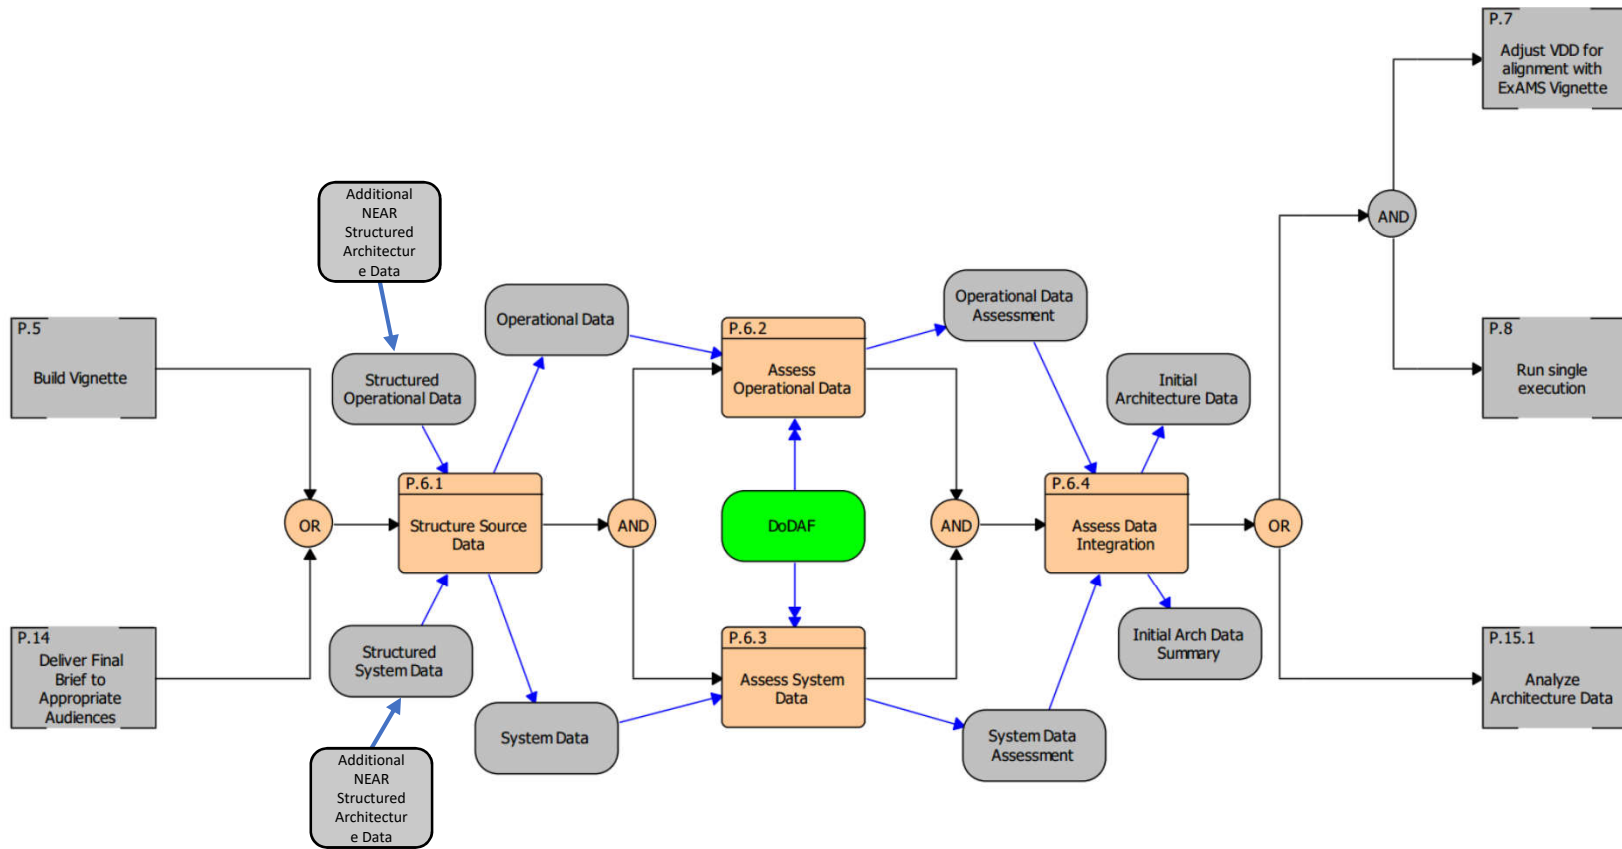 P.7
Adjust VDD for
alignment with
ExAMS Vignette
AND
P.8
Run single
execution
P.15.1
Analyze
Architecture Data
Additional
NEAR
Structured
Architectur
e Data
P.5
Build Vignette
Structured
Operational Data
OR
P.14
Deliver Final
Brief to
Appropriate
Audiences
P.6.1
Structure Source
Data
Structured
System Data
Additional
NEAR
Structured
Architectur
e Data
Operational Data
System Data
AND
P.6.2
Assess
Operational Data
DoDAF
P.6.3
Assess System
Data
Operational Data
Assessment
AND
System Data
Assessment
P.6.4
Assess Data
Integration
Initial
Architecture Data
Initial Arch Data
Summary
OR